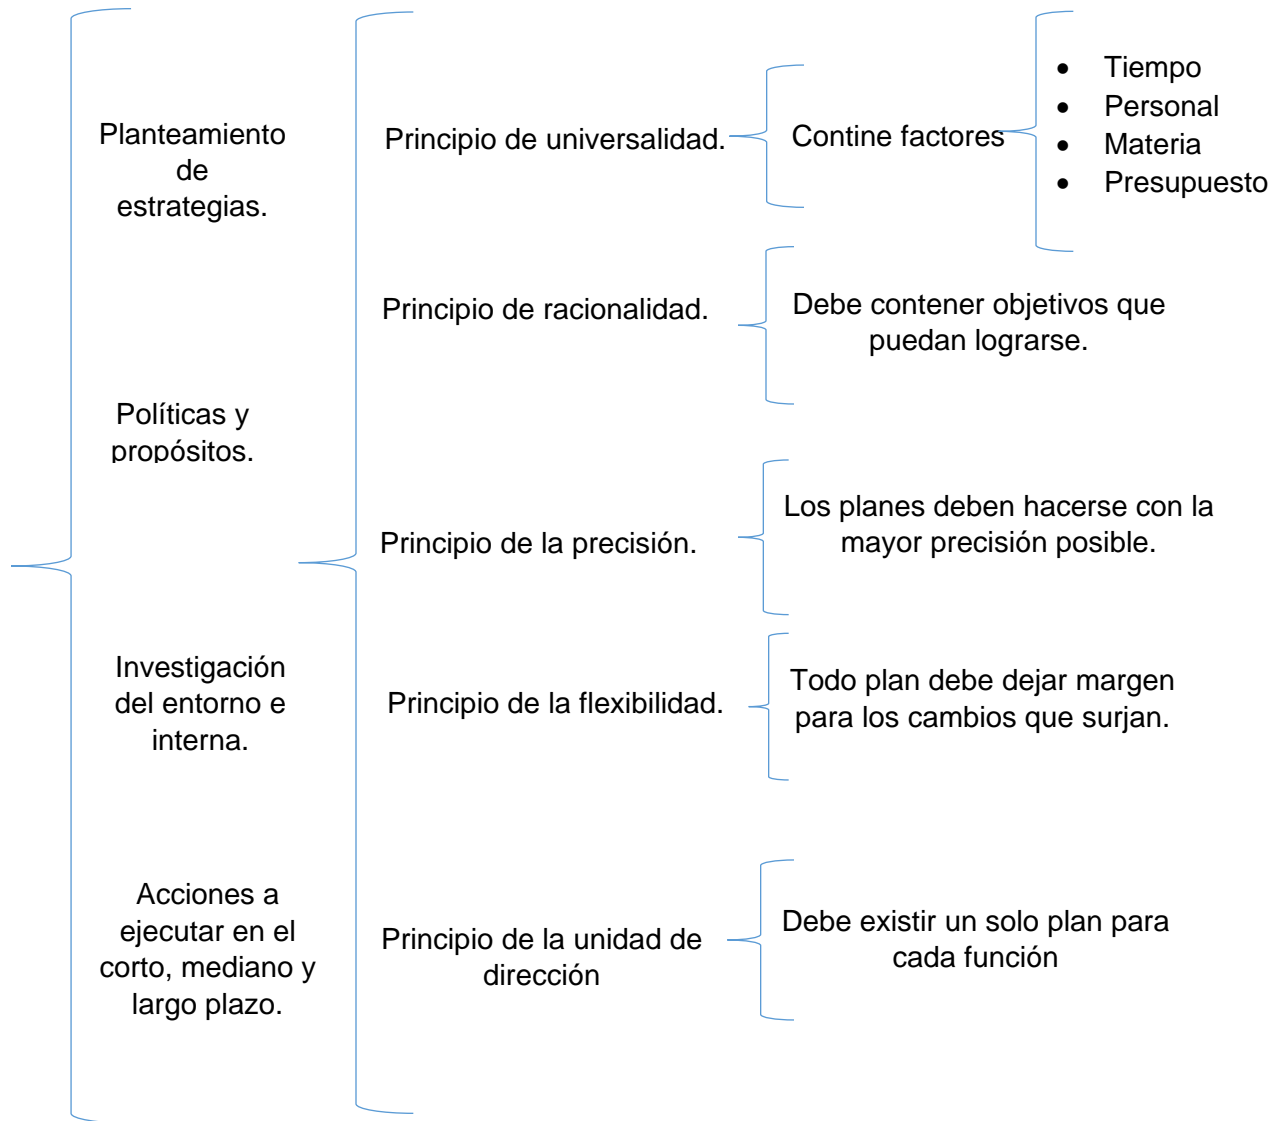 Planteamiento
de
estrategias.
Políticas y
propósitos.
Investigación
del entorno e
interna.
Acciones a
ejecutar en el
corto, mediano y
largo plazo.
Principio de universalidad.
Contine factores
• Tiempo
• Personal
• Materia
• Presupuesto
Principio de racionalidad.
Debe contener objetivos que
puedan lograrse.
Principio de la precisión.
Los planes deben hacerse con la
mayor precisión posible.
Principio de la flexibilidad.
Todo plan debe dejar margen
para los cambios que surjan.
Principio de la unidad de
dirección
Debe existir un solo plan para
cada función